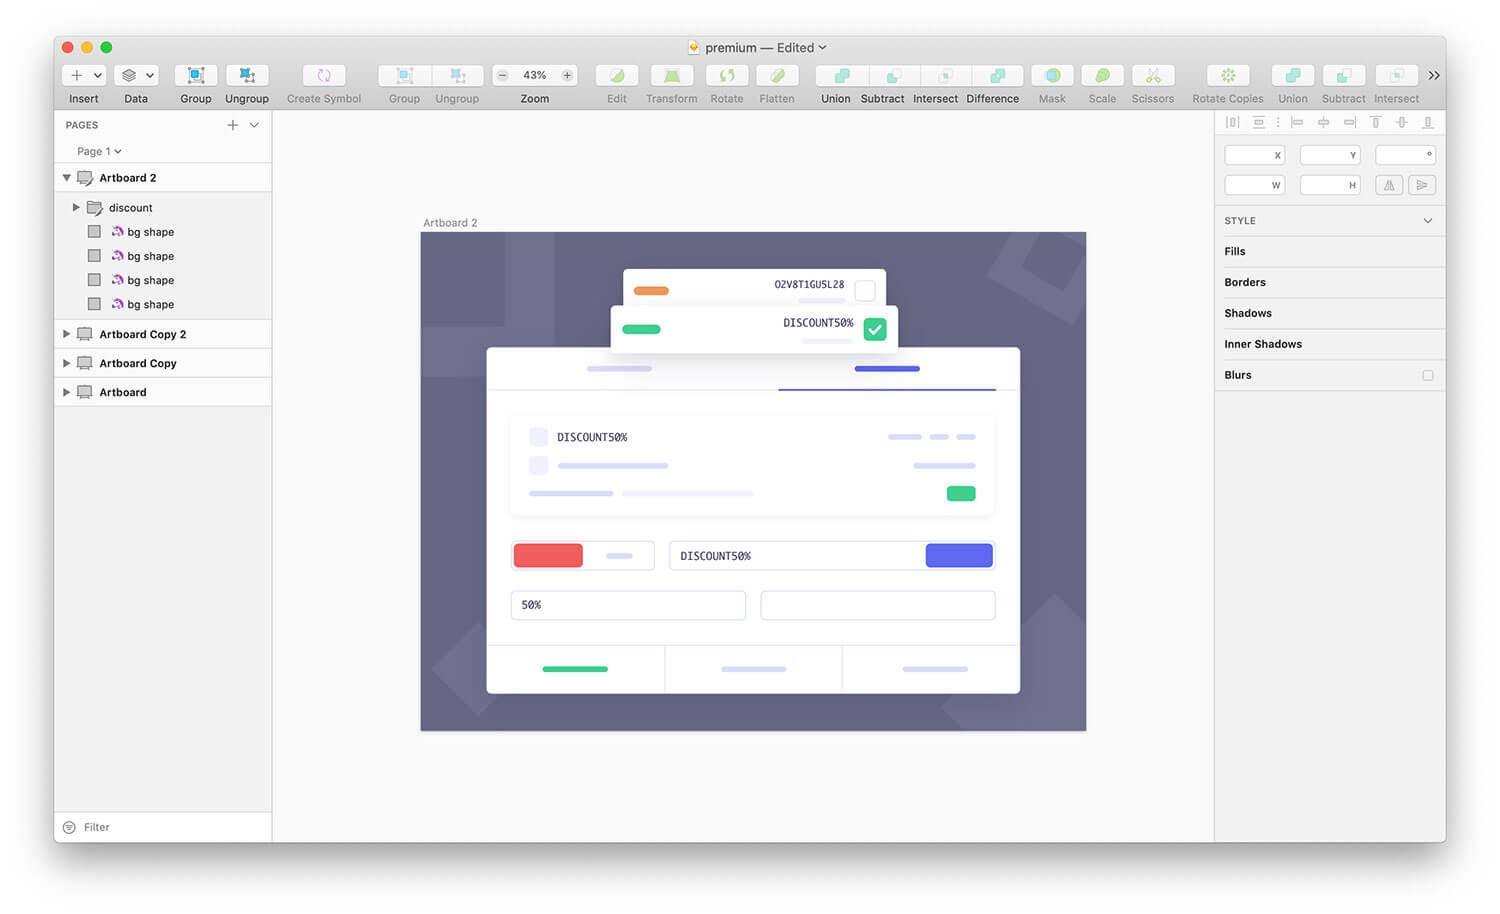 premium — Edited
43%
Insert Data Group Ungroup Create Symbol Group Ungroup Zoom Edit Transform Rotate Flatten Union Subtract Intersect Difference Mask Scale Scissors Rotate Copies Union Subtract Intersect
PAGES
Page 1
Artboard 2
discount
bg shape
bg shape
bg shape
bg shape
Artboard Copy 2
Artboard Copy
Artboard
Filter
Artboard 2
O2V8T1GU5L28
DISCOUNT50%
DISCOUNT50%
DISCOUNT50%
50%
X Y °
W H
STYLE
Fills
Borders
Shadows
Inner Shadows
Blurs